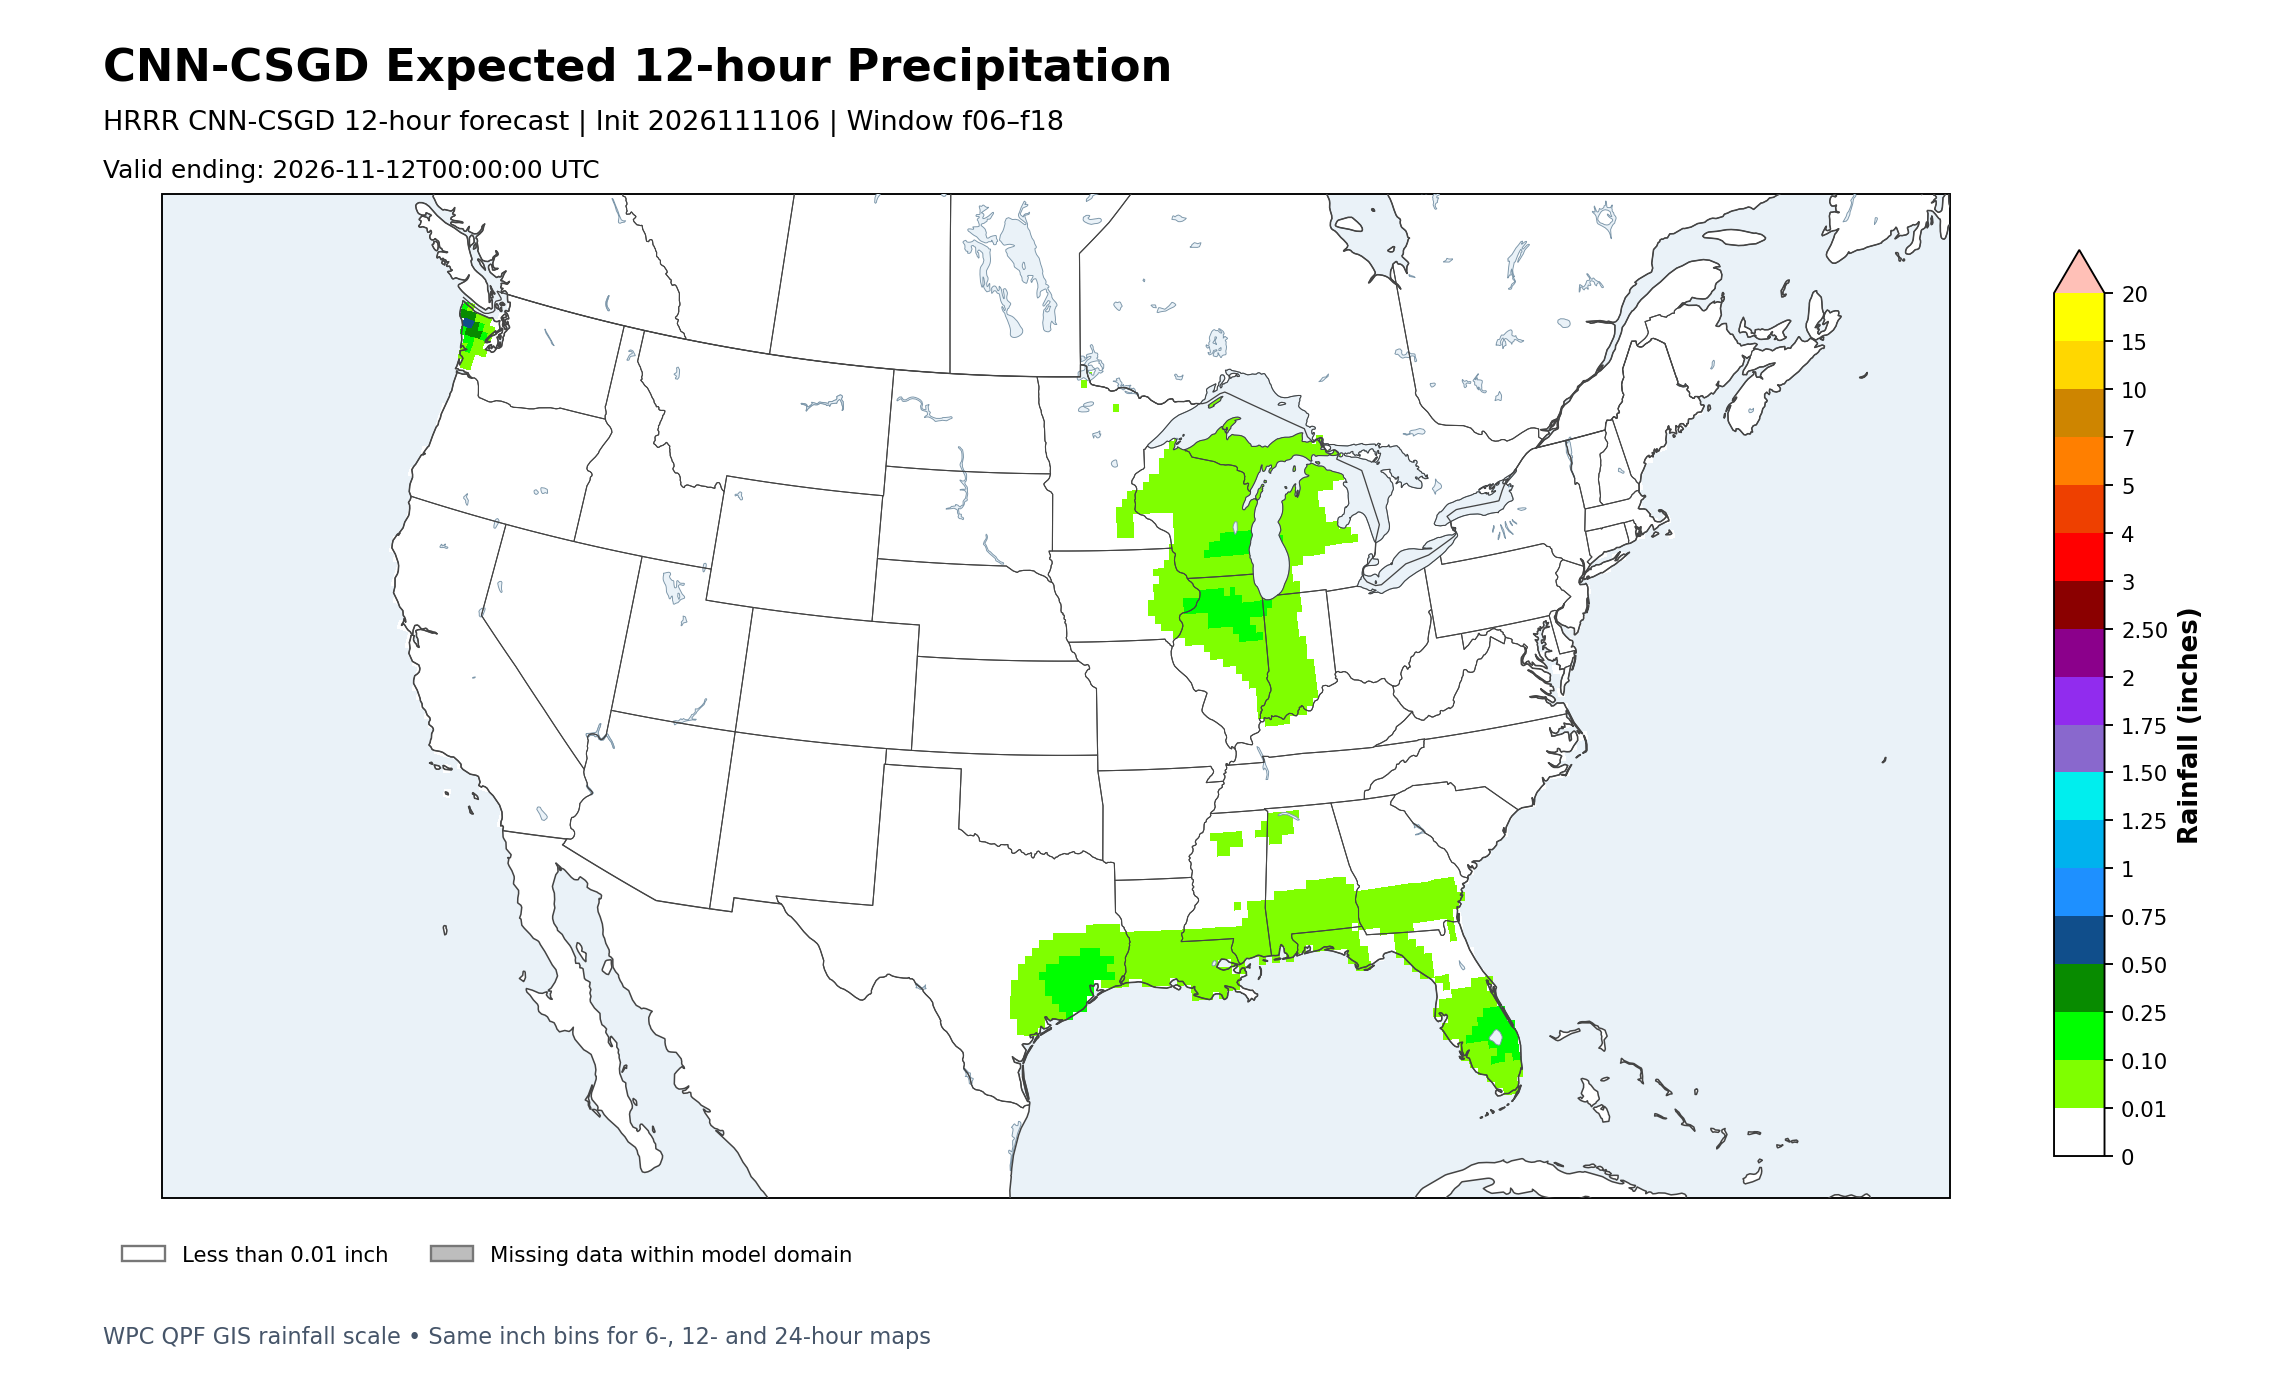 CNN-CSGD Expected 12-hour Precipitation
HRRR CNN-CSGD 12-hour forecast | Init 2026111106 | Window f06–f18
Valid ending: 2026-11-12T00:00:00 UTC
20
15
10
7
5
4
3
2.50
2
1.75
1.50
1.25
1
0.75
0.50
0.25
0.10
0.01
0
Rainfall (inches)
Less than 0.01 inch
Missing data within model domain
WPC QPF GIS rainfall scale • Same inch bins for 6-, 12- and 24-hour maps